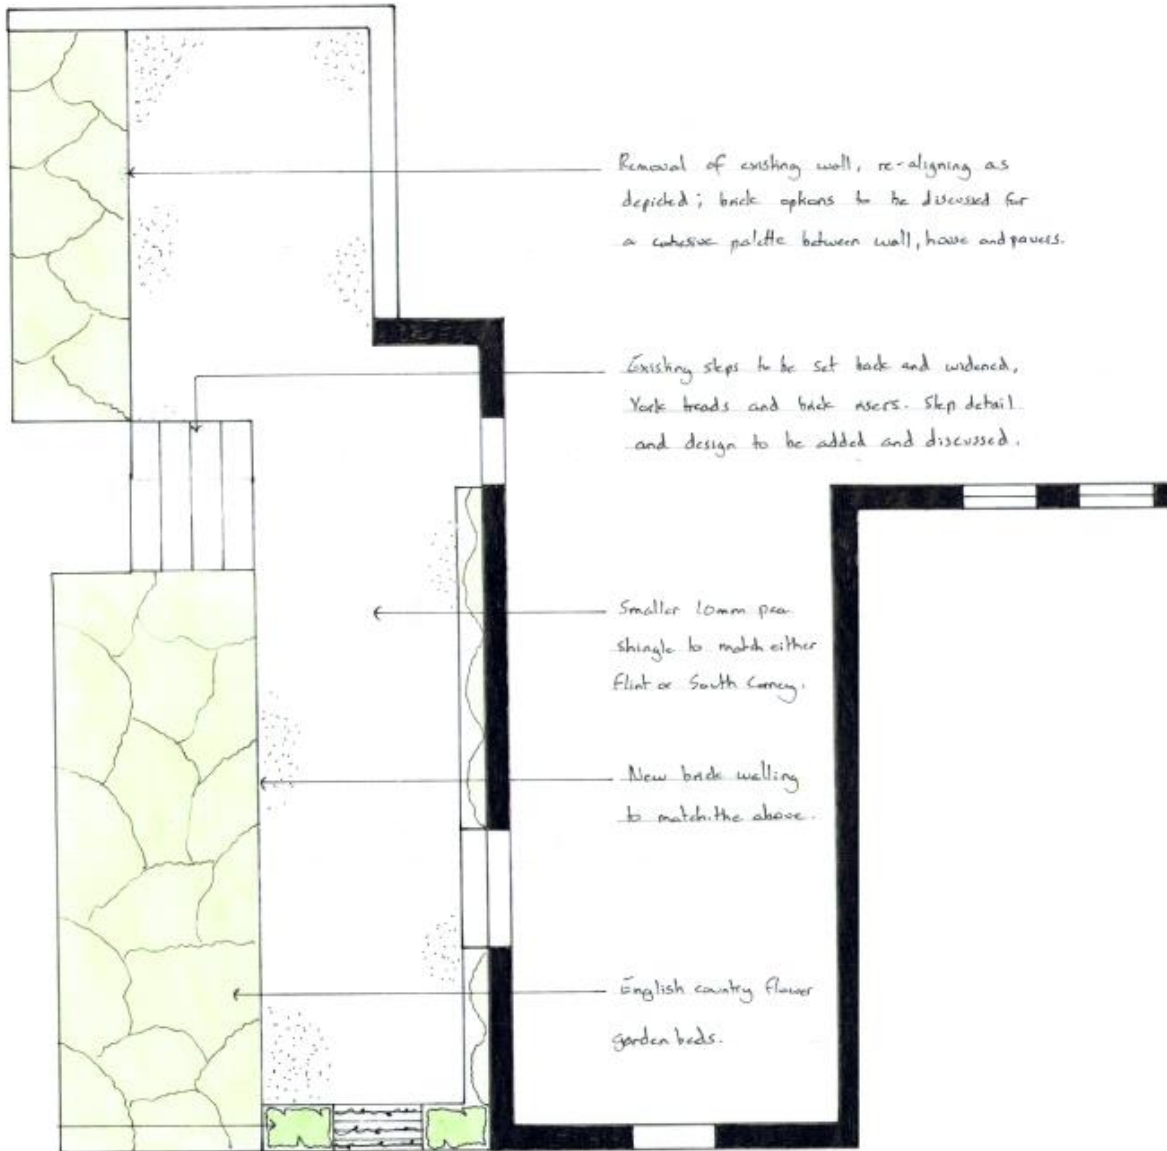 Removal of existing wall, re-aligning as
depicted; brick options to be discussed for
a cohesive palette between wall, house and pavers.
Existing steps to be set back and widened,
York treads and brick risers. Step detail
and design to be added and discussed.
Smaller 10mm pea
shingle to match either
Flint or South Cerney.
New brick walling
to match the above.
English country flower
garden beds.